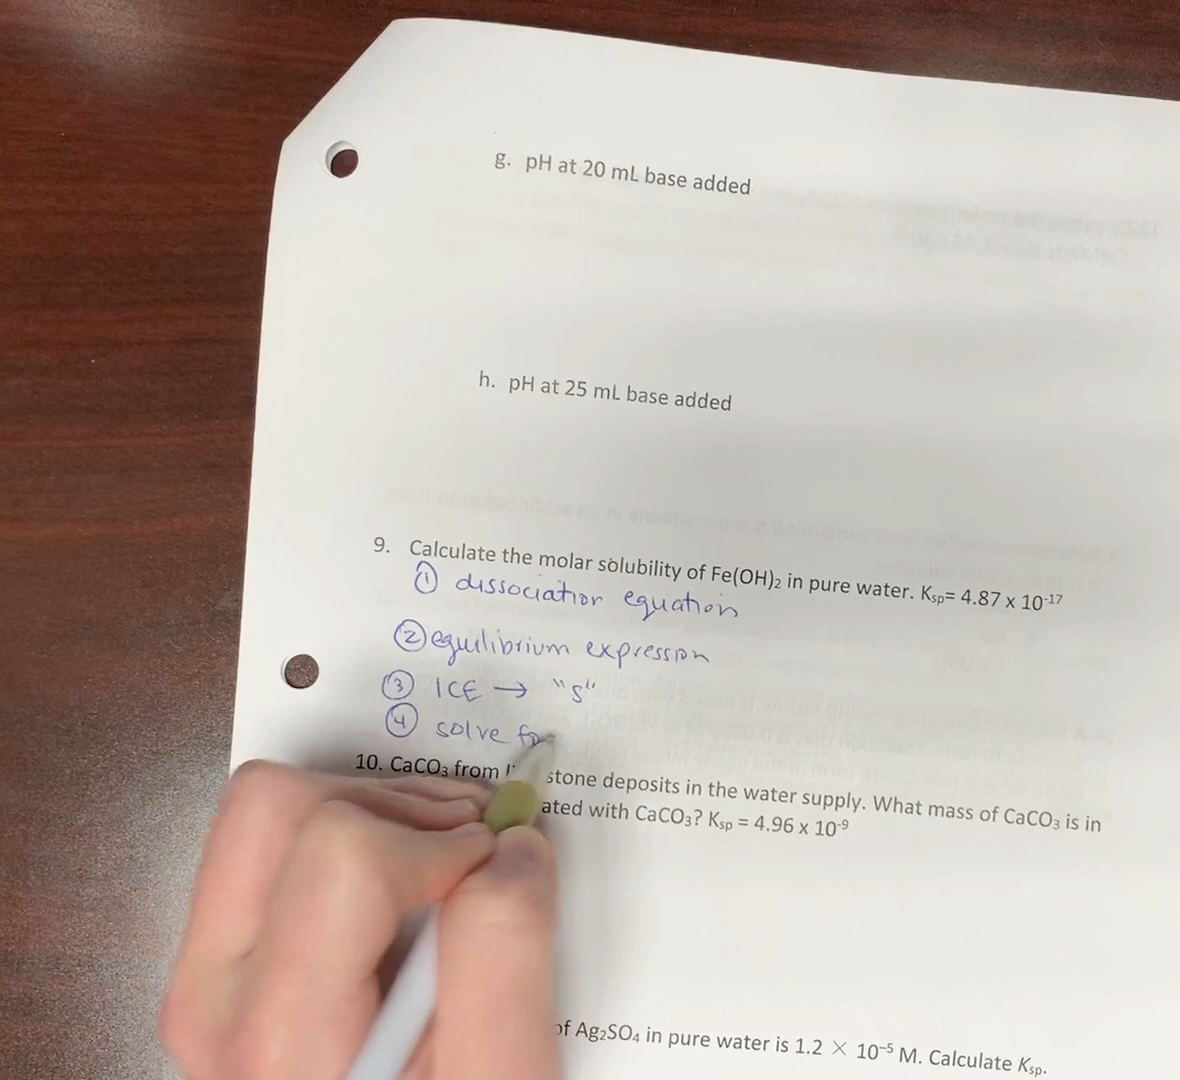 g. pH at 20 mL base added
h. pH at 25 mL base added
9. Calculate the molar solubility of Fe(OH)₂ in pure water. Kₛₚ= 4.87 x 10⁻¹⁷
① dissociation equation
② equilibrium expression
③ ICE → "s"
④ solve for
10. CaCO₃ from stone deposits in the water supply. What mass of CaCO₃ is in
ated with CaCO₃? Kₛₚ = 4.96 x 10⁻⁹
of Ag₂SO₄ in pure water is 1.2 × 10⁻⁵ M. Calculate Kₛₚ.